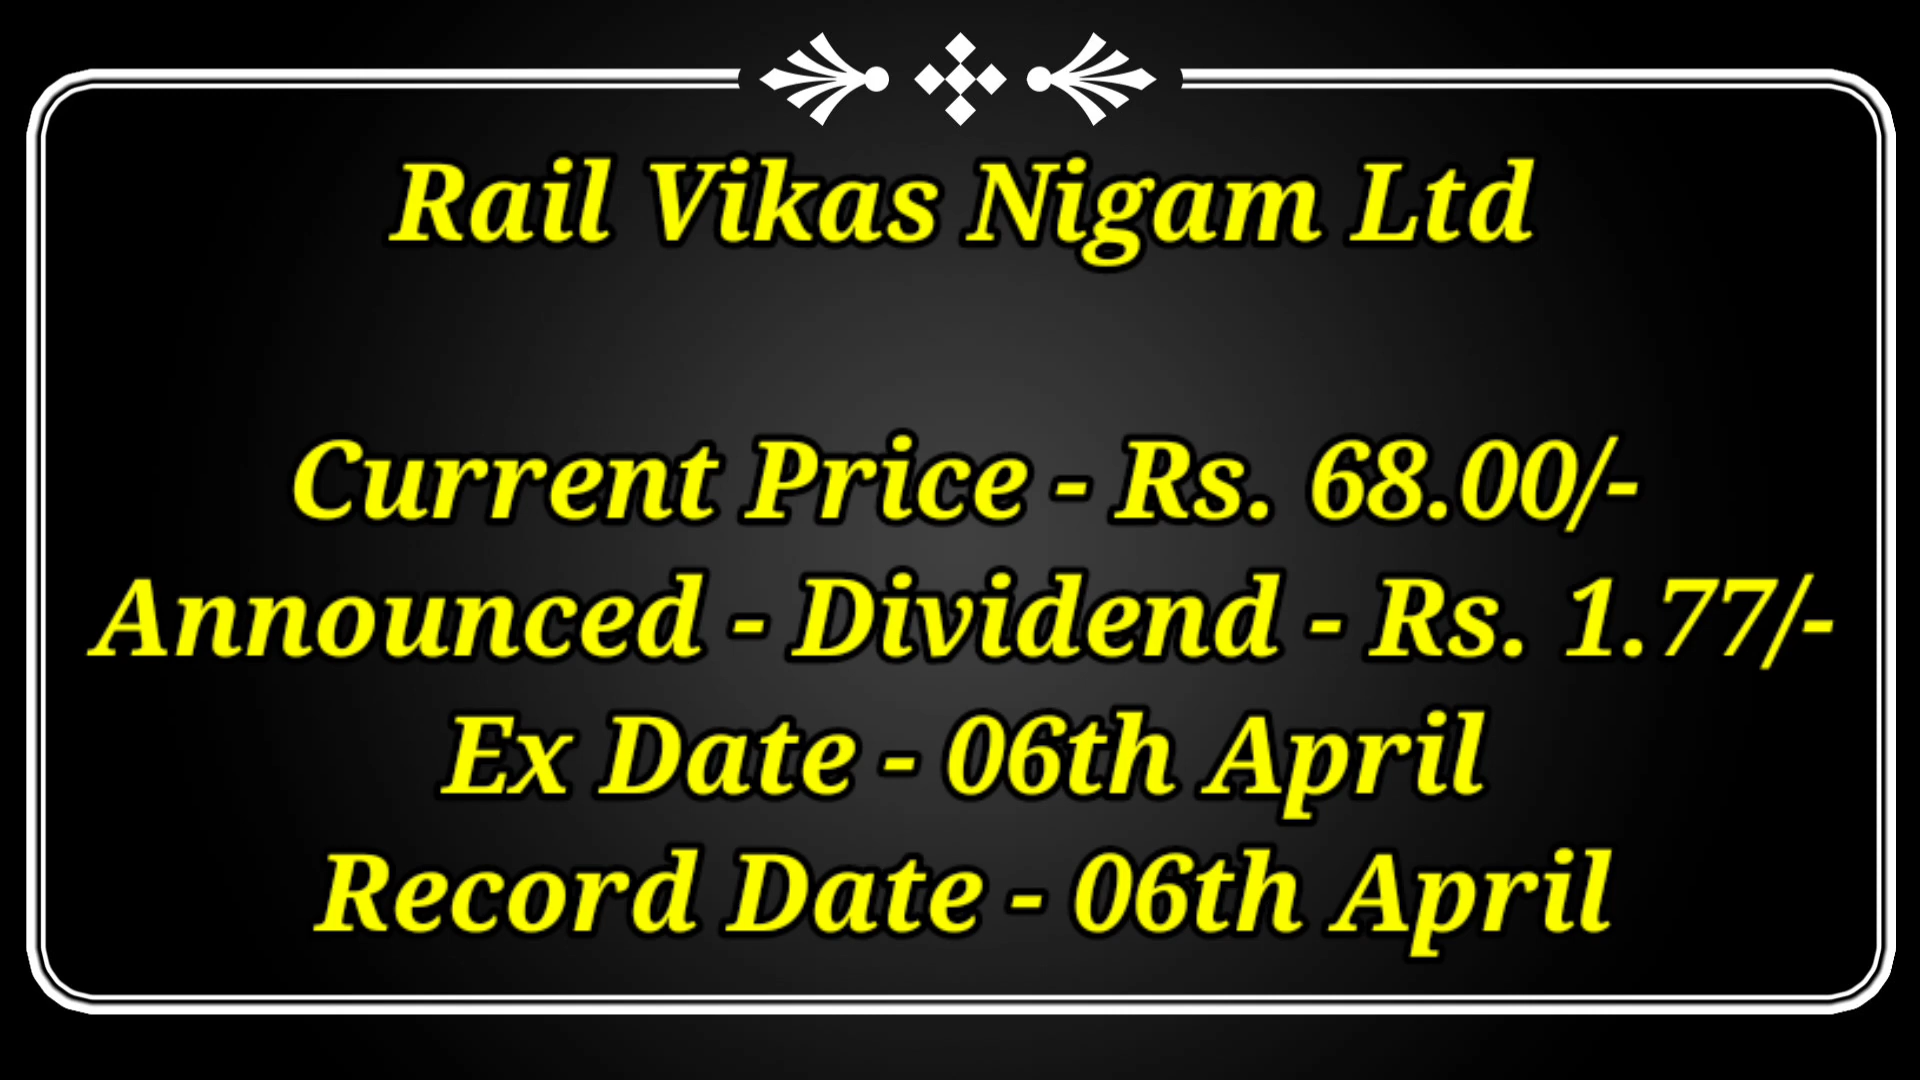 Rail Vikas Nigam Ltd
Current Price - Rs. 68.00/-
Announced - Dividend - Rs. 1.77/-
Ex Date - 06th April
Record Date - 06th April